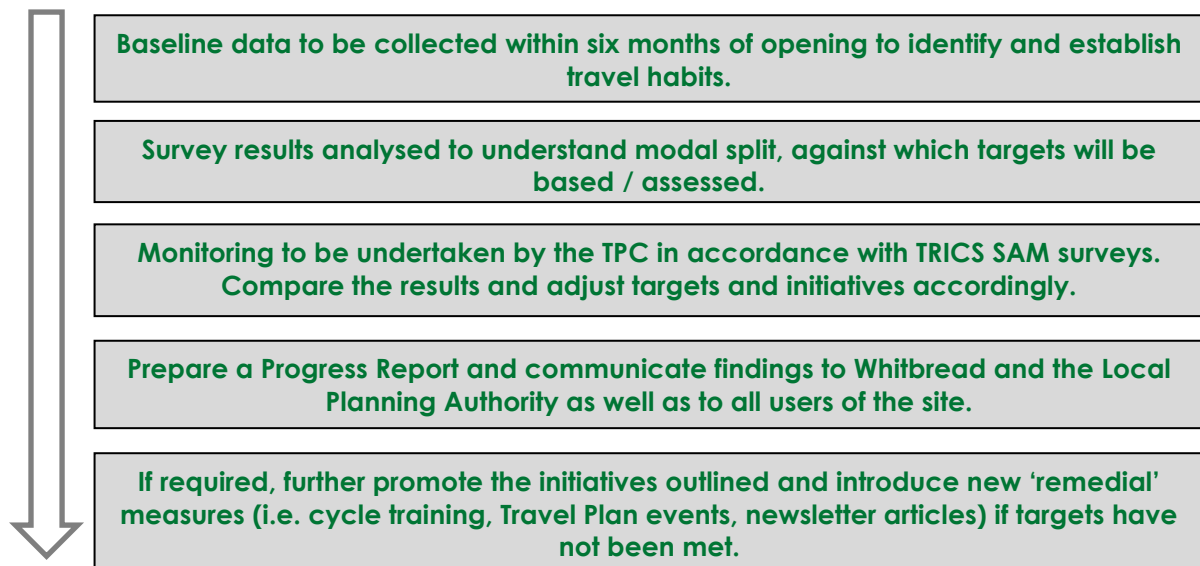 Baseline data to be collected within six months of opening to identify and establish
travel habits.
Survey results analysed to understand modal split, against which targets will be
based / assessed.
Monitoring to be undertaken by the TPC in accordance with TRICS SAM surveys.
Compare the results and adjust targets and initiatives accordingly.
Prepare a Progress Report and communicate findings to Whitbread and the Local
Planning Authority as well as to all users of the site.
If required, further promote the initiatives outlined and introduce new ‘remedial’
measures (i.e. cycle training, Travel Plan events, newsletter articles) if targets have
not been met.